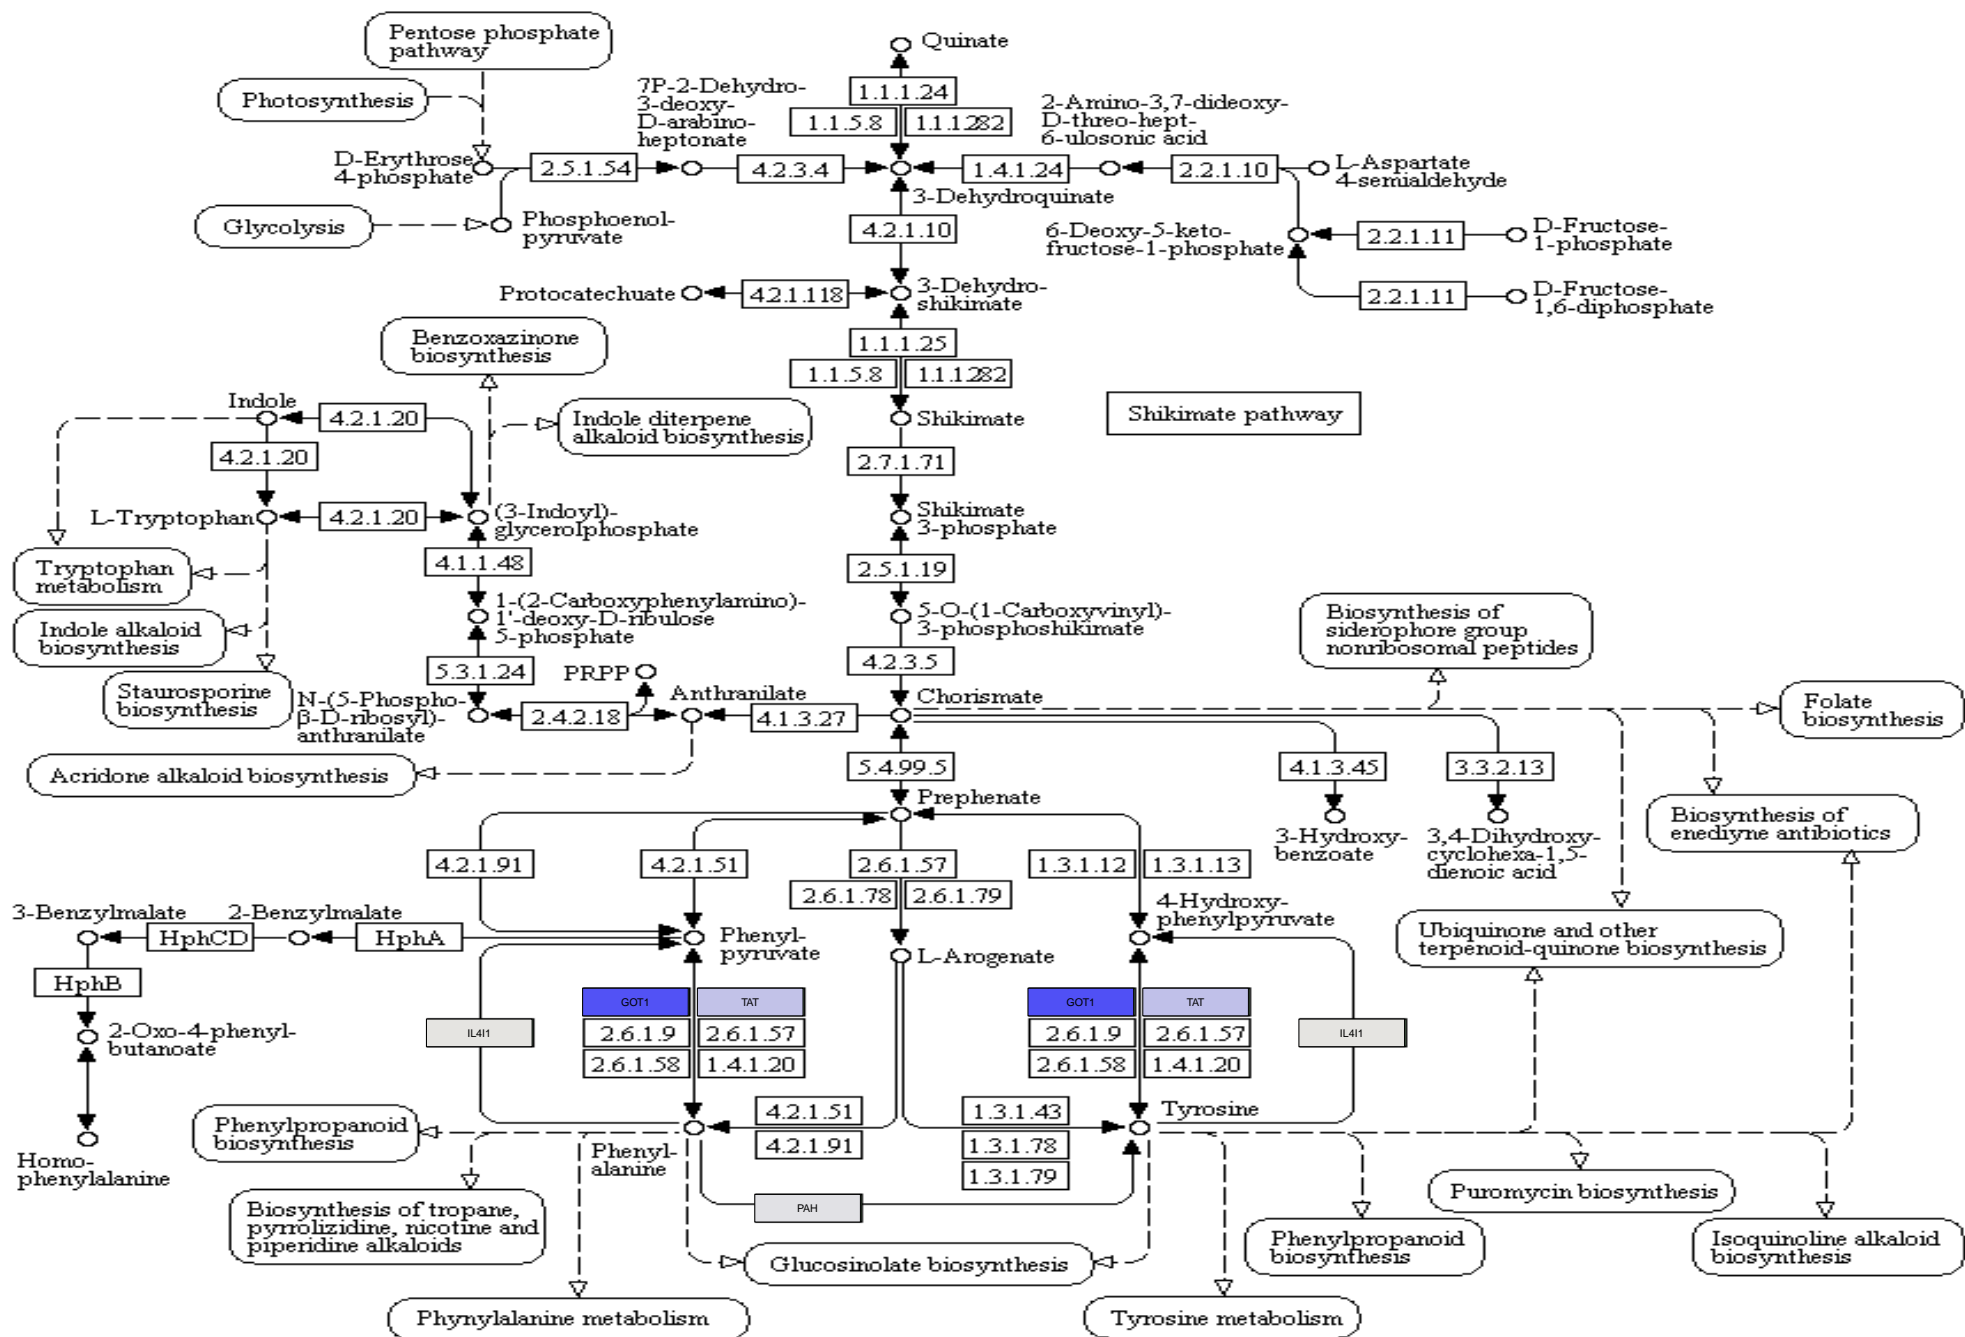 Pentose phosphate
pathway
Photosynthesis
Quinate
1.1.1.24
1.1.5.8
1.1.1.282
7P-2-Dehydro-
3-deoxy-
D-arabino-
heptonate
2-Amino-3,7-dideoxy-
D-threo-hept-
6-ulosonic acid
D-Erythrose
4-phosphate
2.5.1.54
4.2.3.4
1.4.1.24
2.2.1.10
L-Aspartate
4-semialdehyde
3-Dehydroquinate
Glycolysis
Phosphoenol-
pyruvate
4.2.1.10
6-Deoxy-5-keto-
fructose-1-phosphate
2.2.1.11
D-Fructose-
1-phosphate
Protocatechuate
4.2.1.118
3-Dehydro-
shikimate
2.2.1.11
D-Fructose-
1,6-diphosphate
Benzoxazinone
biosynthesis
1.1.1.25
1.1.5.8
1.1.1.282
Indole
4.2.1.20
Indole diterpene
alkaloid biosynthesis
Shikimate
Shikimate pathway
4.2.1.20
2.7.1.71
L-Tryptophan
4.2.1.20
(3-Indoyl)-
glycerolphosphate
Shikimate
3-phosphate
Tryptophan
metabolism
4.1.1.48
2.5.1.19
Indole alkaloid
biosynthesis
1-(2-Carboxyphenylamino)-
1'-deoxy-D-ribulose
5-phosphate
5-O-(1-Carboxyvinyl)-
3-phosphoshikimate
Biosynthesis of
siderophore group
nonribosomal peptides
Staurosporine
biosynthesis
5.3.1.24
PRPP
4.2.3.5
N-(5-Phospho-
β-D-ribosyl)-
anthranilate
2.4.2.18
Anthranilate
4.1.3.27
Chorismate
Folate
biosynthesis
Acridone alkaloid biosynthesis
5.4.99.5
4.1.3.45
3.3.2.13
Prephenate
3-Hydroxy-
benzoate
3,4-Dihydroxy-
cyclohexa-1,5-
dienoic acid
Biosynthesis of
enediyne antibiotics
4.2.1.91
4.2.1.51
2.6.1.57
2.6.1.78
2.6.1.79
1.3.1.12
1.3.1.13
3-Benzylmalate
2-Benzylmalate
HphCD
HphA
Phenyl-
pyruvate
4-Hydroxy-
phenylpyruvate
L-Arogenate
Ubiquinone and other
terpenoid-quinone biosynthesis
HphB
2-Oxo-4-phenyl-
butanoate
IL4I1
GOT1
TAT
2.6.1.9
2.6.1.57
2.6.1.58
1.4.1.20
GOT1
TAT
2.6.1.9
2.6.1.57
2.6.1.58
1.4.1.20
IL4I1
Homo-
phenylalanine
Phenylpropanoid
biosynthesis
Phenyl-
alanine
4.2.1.51
4.2.1.91
1.3.1.43
1.3.1.78
1.3.1.79
Tyrosine
PAH
Biosynthesis of tropane,
pyrrolizidine, nicotine and
piperidine alkaloids
Puromycin biosynthesis
Glucosinolate biosynthesis
Phenylpropanoid
biosynthesis
Isoquinoline alkaloid
biosynthesis
Phynylalanine metabolism
Tyrosine metabolism